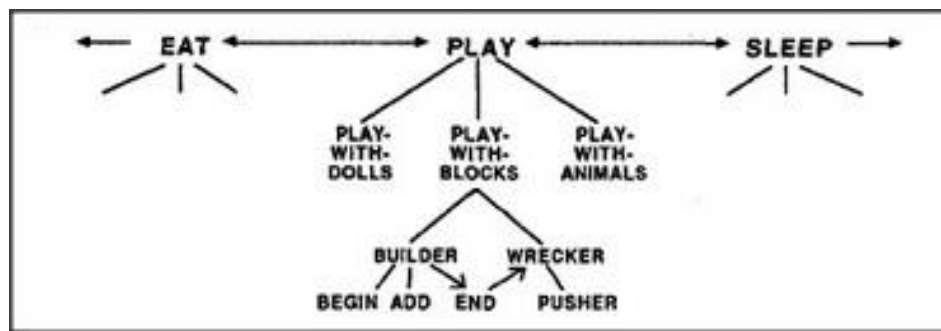 EAT PLAY SLEEP
PLAY- PLAY- PLAY-
WITH- WITH- WITH-
DOLLS BLOCKS ANIMALS
BUILDER WRECKER
BEGIN ADD END PUSHER